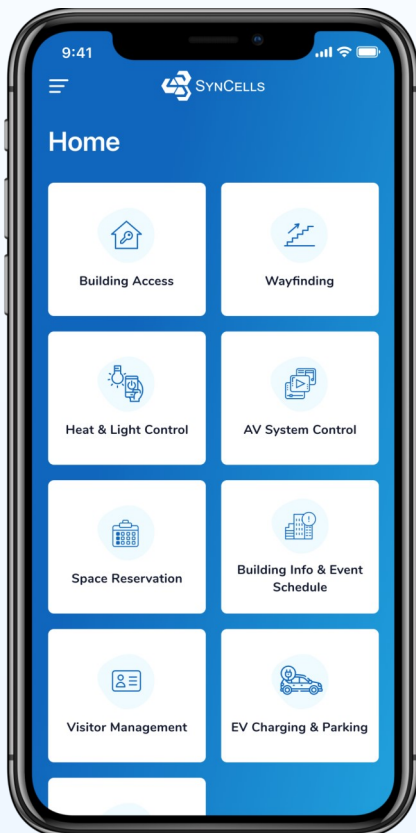 9:41
SYNCELLS
Home
Building Access
Wayfinding
Heat & Light Control
AV System Control
Space Reservation
Building Info & Event
Schedule
Visitor Management
EV Charging & Parking